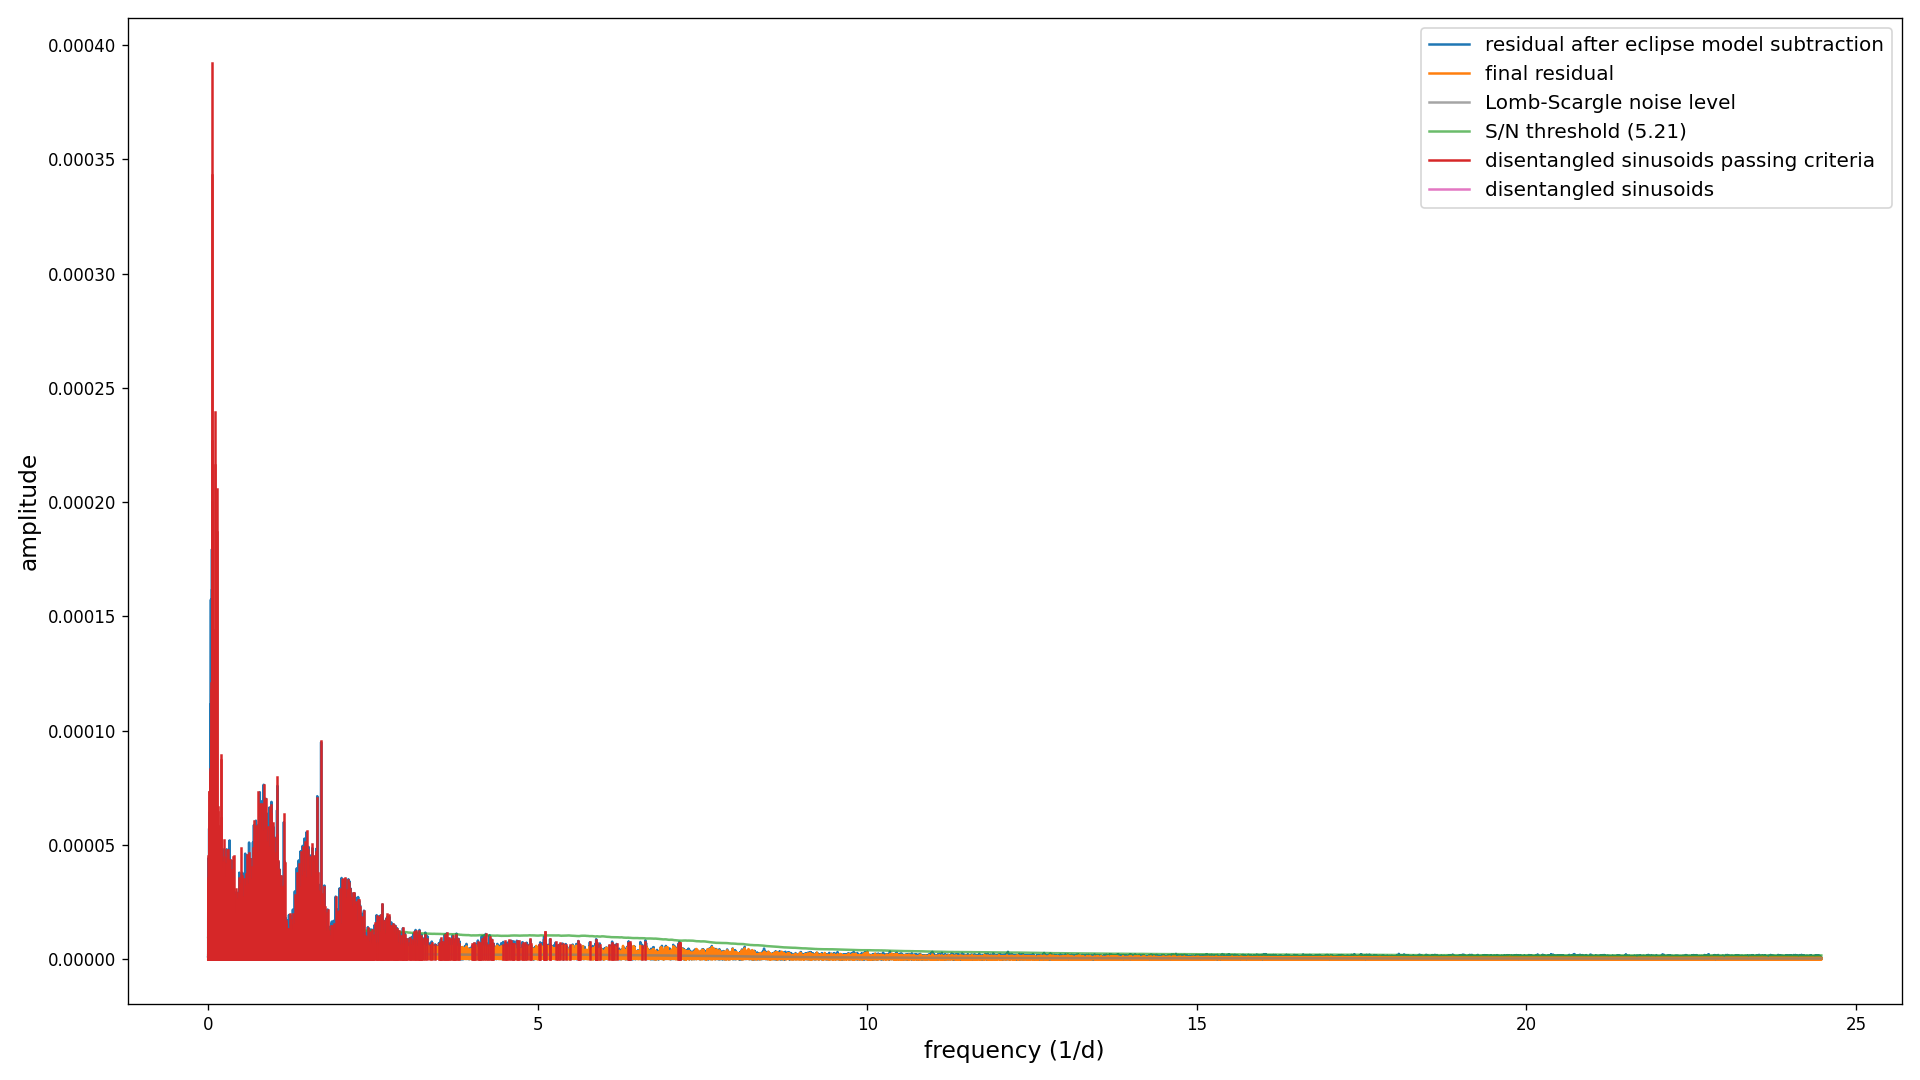 0.00040
0.00035
0.00030
0.00025
0.00020
0.00015
0.00010
0.00005
0.00000
amplitude
residual after eclipse model subtraction
final residual
Lomb-Scargle noise level
S/N threshold (5.21)
disentangled sinusoids passing criteria
disentangled sinusoids
0 5 10 15 20 25
frequency (1/d)